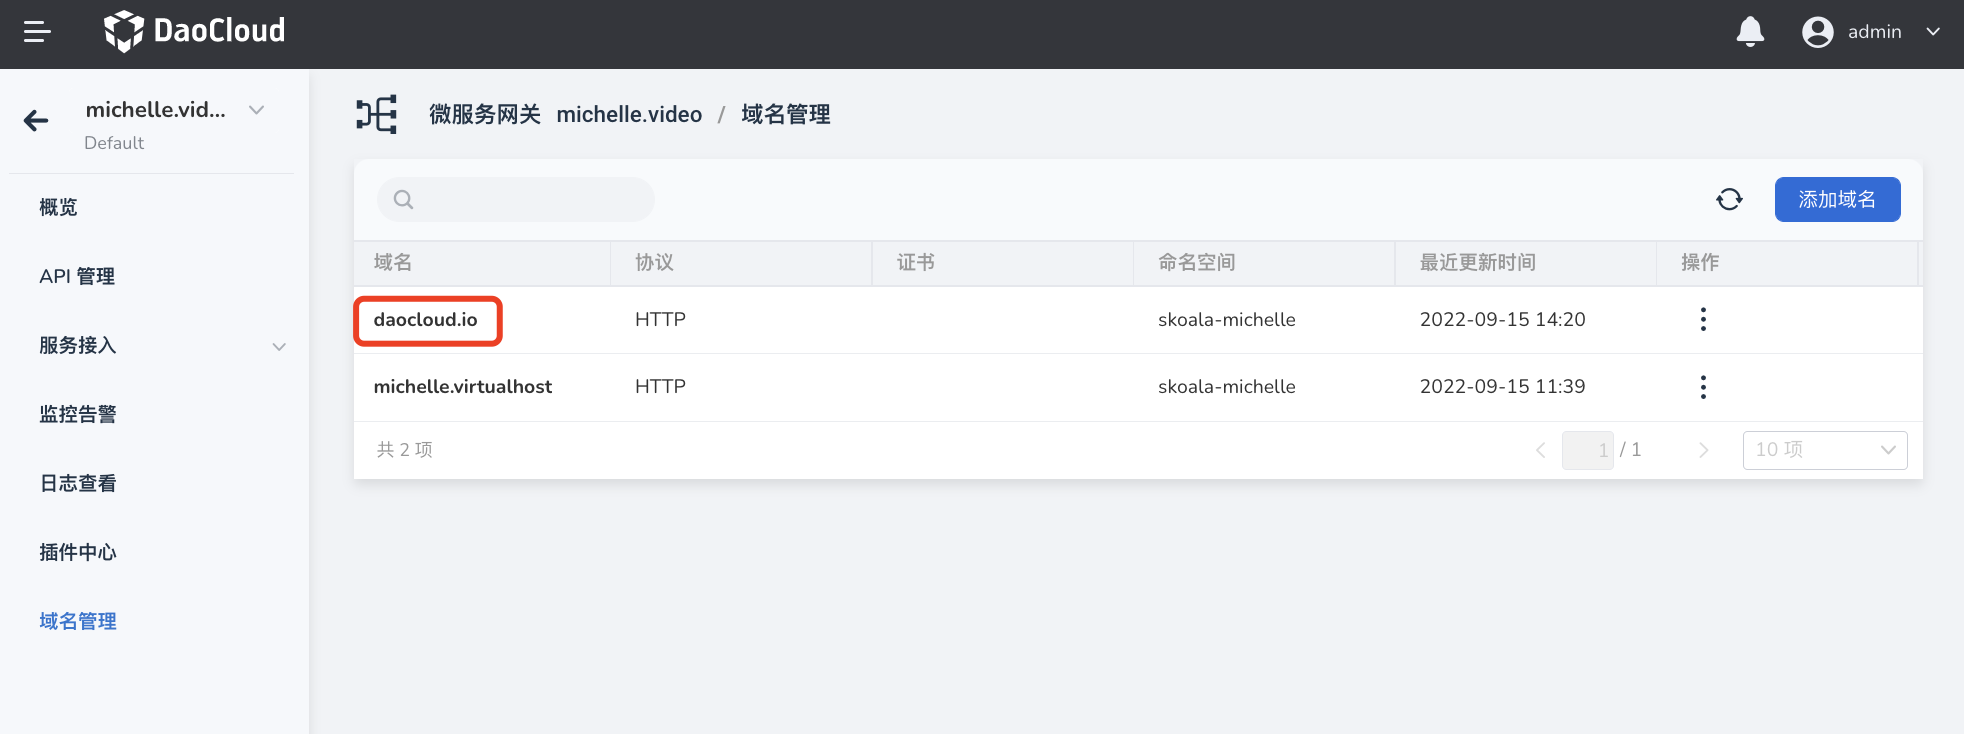 DaoCloud
admin
michelle.vid...
Default
概览
API 管理
服务接入
监控告警
日志查看
插件中心
域名管理
微服务网关 michelle.video / 域名管理
添加域名
域名 协议 证书 命名空间 最近更新时间 操作
daocloud.io HTTP skoala-michelle 2022-09-15 14:20
michelle.virtualhost HTTP skoala-michelle 2022-09-15 11:39
共 2 项 1 / 1 10 项